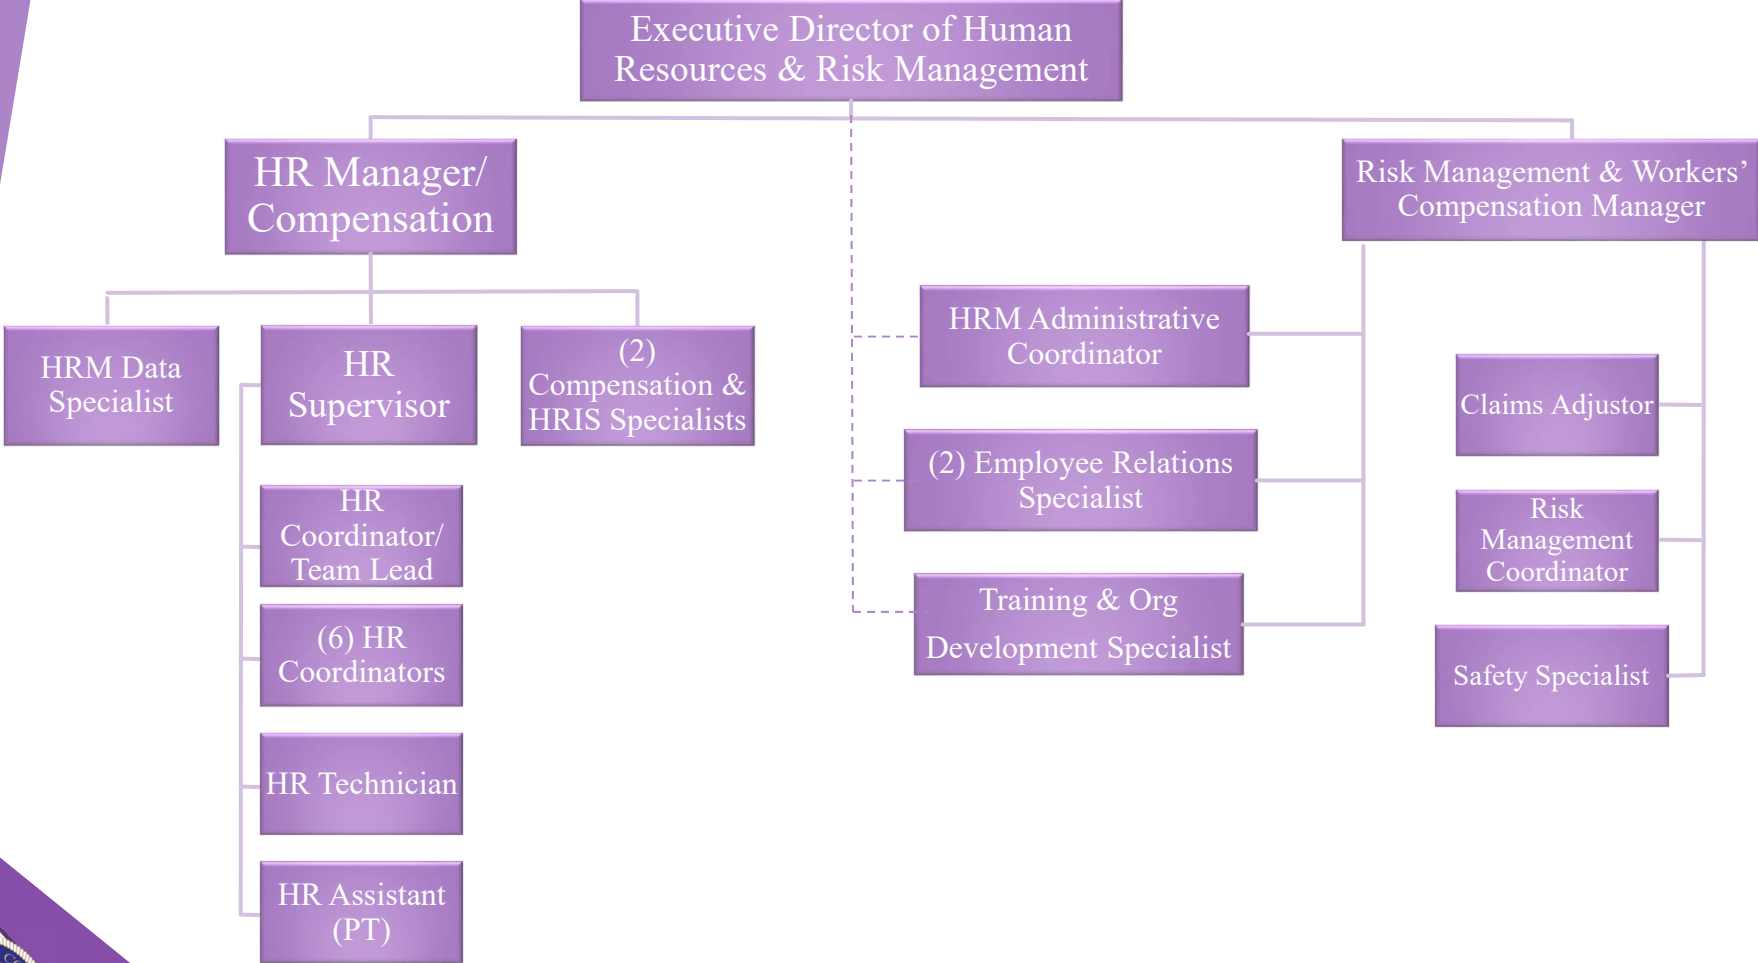 Executive Director of Human
Resources & Risk Management
HR Manager/
Compensation
Risk Management & Workers’
Compensation Manager
HRM Data
Specialist
HR
Supervisor
(2)
Compensation &
HRIS Specialists
HR
Coordinator/
Team Lead
(6) HR
Coordinators
HR Technician
HR Assistant
(PT)
HRM Administrative
Coordinator
(2) Employee Relations
Specialist
Training & Org
Development Specialist
Claims Adjustor
Risk
Management
Coordinator
Safety Specialist